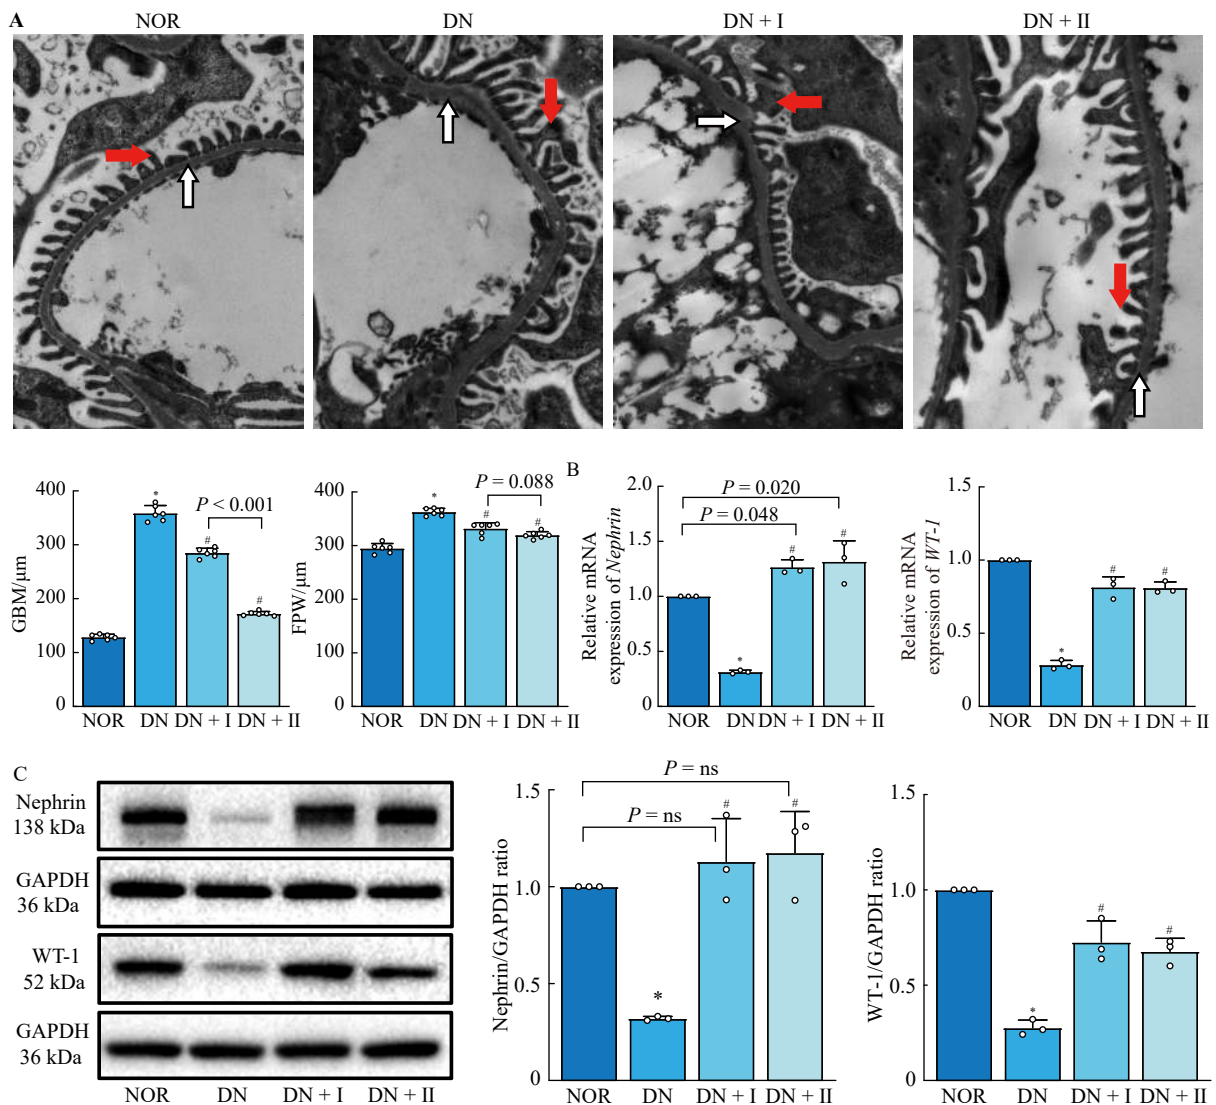 A
NOR
DN
DN + I
DN + II
GBM/μm
400
300
200
100
0
*
#
#
P < 0.001
NOR
DN
DN + I
DN + II
FPW/μm
400
300
200
100
0
*
#
#
P = 0.088
NOR
DN
DN + I
DN + II
B
Relative mRNA
expression of Nephrin
2.0
1.5
1.0
0.5
0
P = 0.020
P = 0.048
*
#
#
NOR
DN
DN + I
DN + II
Relative mRNA
expression of WT-1
1.5
1.0
0.5
0
*
#
#
NOR
DN
DN + I
DN + II
C
Nephrin
138 kDa
GAPDH
36 kDa
WT-1
52 kDa
GAPDH
36 kDa
NOR
DN
DN + I
DN + II
Nephrin/GAPDH ratio
1.5
1.0
0.5
0
P = ns
P = ns
*
#
#
NOR
DN
DN + I
DN + II
WT-1/GAPDH ratio
1.5
1.0
0.5
0
*
#
#
NOR
DN
DN + I
DN + II